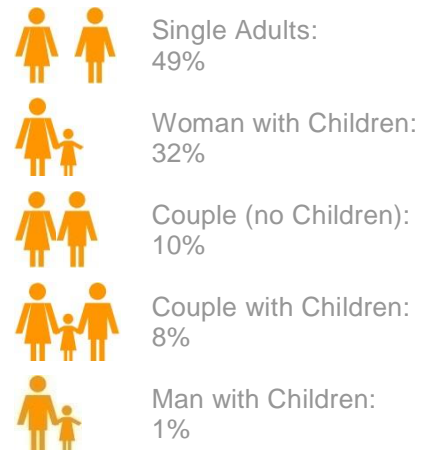 Single Adults:
49%
Woman with Children:
32%
Couple (no Children):
10%
Couple with Children:
8%
Man with Children:
1%